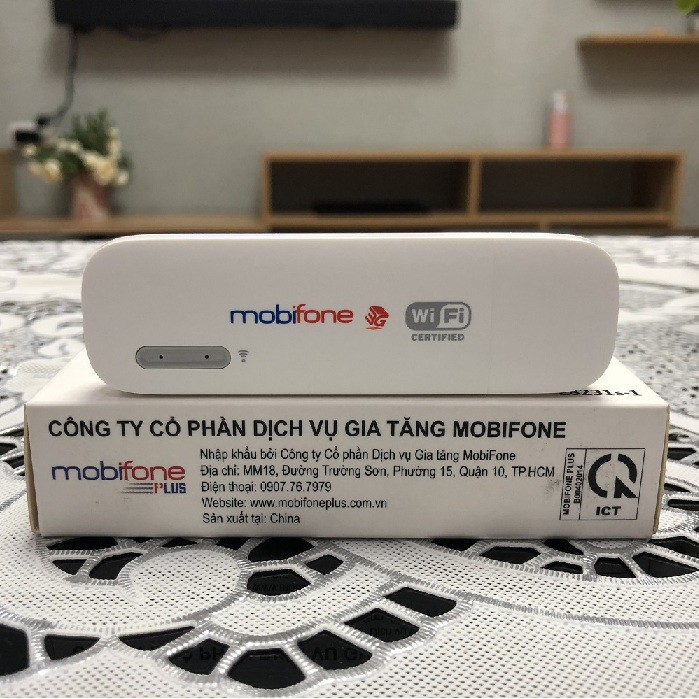 mobifone 3G
WiFi
CERTIFIED
CÔNG TY CỔ PHẦN DỊCH VỤ GIA TĂNG MOBIFONE
mobifone
PLUS
Nhập khẩu bởi Công ty Cổ phần Dịch vụ Gia tăng MobiFone
Địa chỉ: MM18, Đường Trường Sơn, Phường 15, Quận 10, TP.HCM
Điện thoại: 0907.76.7979
Website: www.mobifoneplus.com.vn
Sản xuất tại: China
MOBIFONE PLUS
ICT